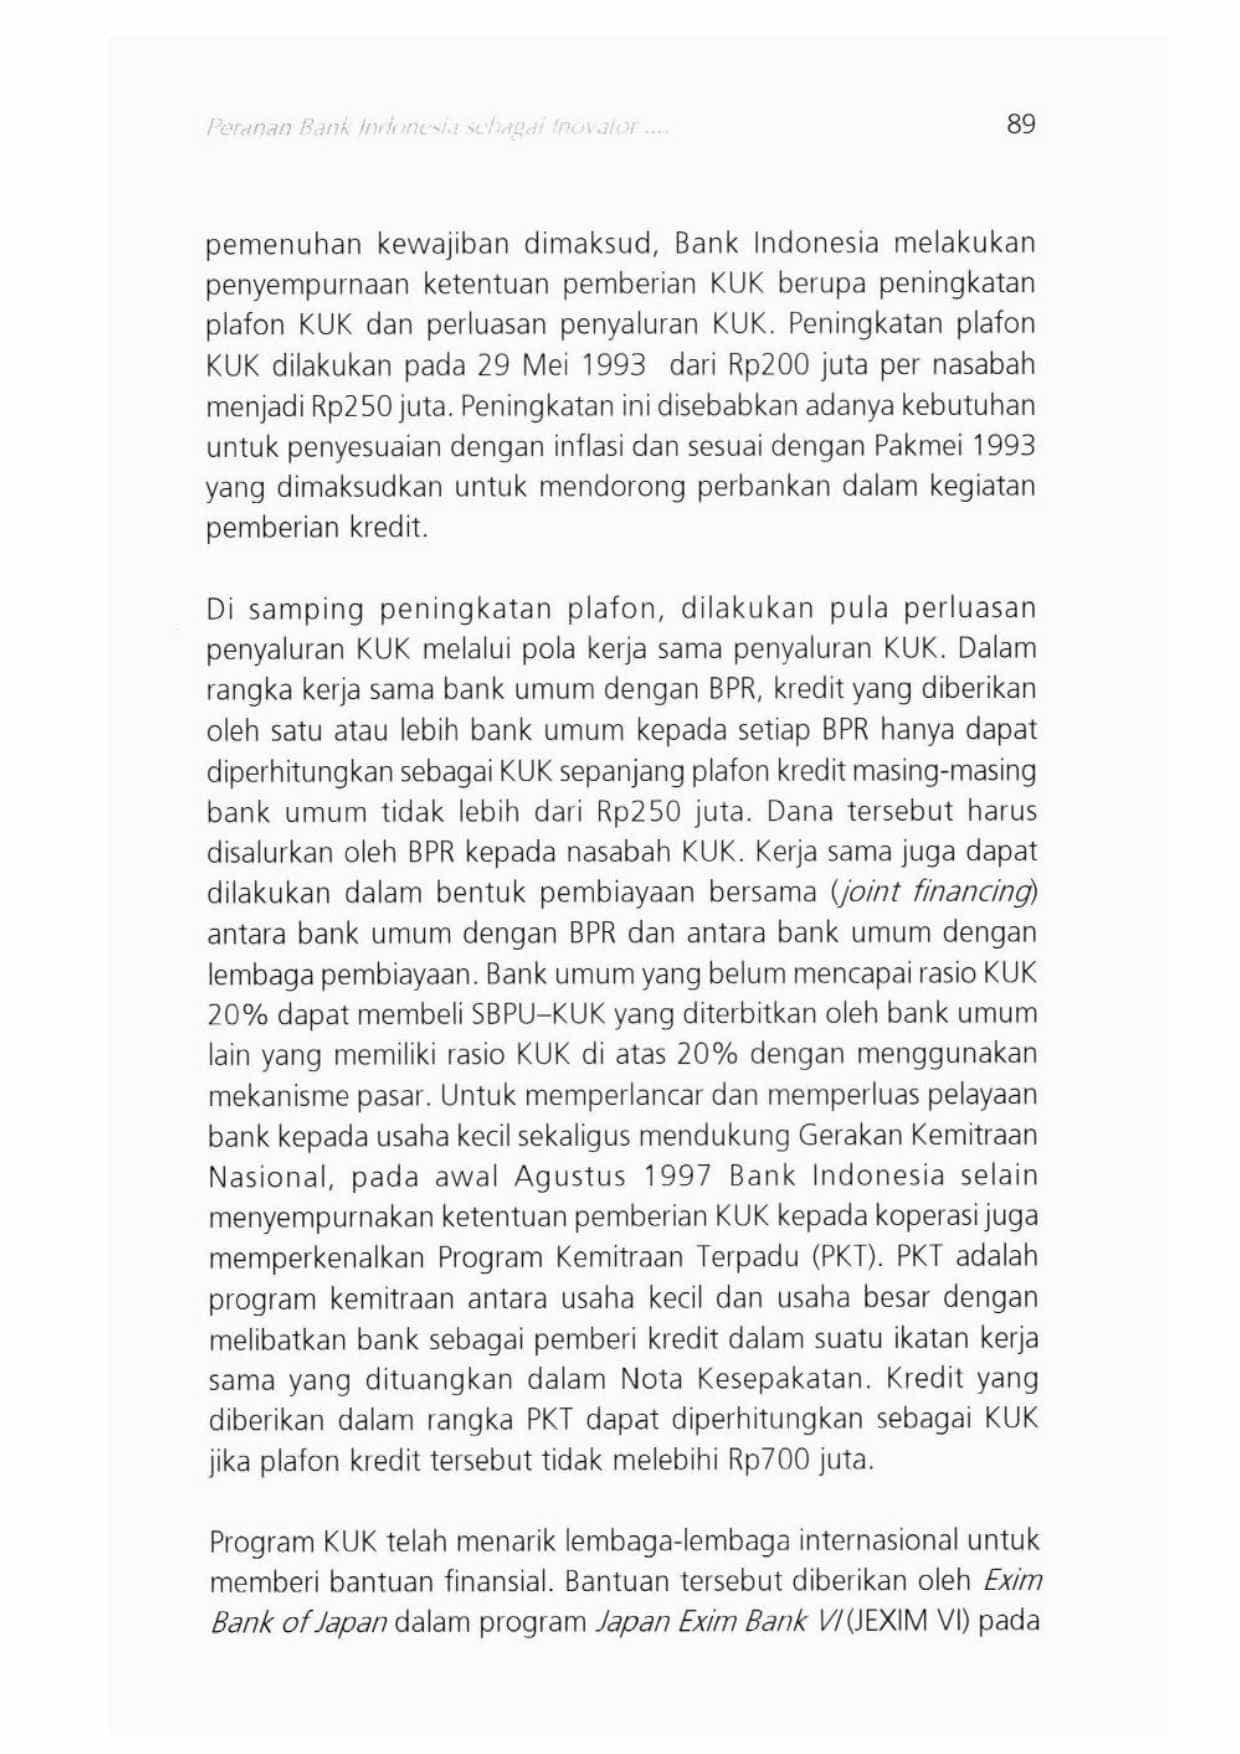 Peranan Bank Indonesia sebagai Inovator ....
89
pemenuhan kewajiban dimaksud, Bank Indonesia melakukan
penyempurnaan ketentuan pemberian KUK berupa peningkatan
plafon KUK dan perluasan penyaluran KUK. Peningkatan plafon
KUK dilakukan pada 29 Mei 1993 dari Rp200 juta per nasabah
menjadi Rp250 juta. Peningkatan ini disebabkan adanya kebutuhan
untuk penyesuaian dengan inflasi dan sesuai dengan Pakmei 1993
yang dimaksudkan untuk mendorong perbankan dalam kegiatan
pemberian kredit.
Di samping peningkatan plafon, dilakukan pula perluasan
penyaluran KUK melalui pola kerja sama penyaluran KUK. Dalam
rangka kerja sama bank umum dengan BPR, kredit yang diberikan
oleh satu atau lebih bank umum kepada setiap BPR hanya dapat
diperhitungkan sebagai KUK sepanjang plafon kredit masing-masing
bank umum tidak lebih dari Rp250 juta. Dana tersebut harus
disalurkan oleh BPR kepada nasabah KUK. Kerja sama juga dapat
dilakukan dalam bentuk pembiayaan bersama (joint financing)
antara bank umum dengan BPR dan antara bank umum dengan
lembaga pembiayaan. Bank umum yang belum mencapai rasio KUK
20% dapat membeli SBPU–KUK yang diterbitkan oleh bank umum
lain yang memiliki rasio KUK di atas 20% dengan menggunakan
mekanisme pasar. Untuk memperlancar dan memperluas pelayaan
bank kepada usaha kecil sekaligus mendukung Gerakan Kemitraan
Nasional, pada awal Agustus 1997 Bank Indonesia selain
menyempurnakan ketentuan pemberian KUK kepada koperasi juga
memperkenalkan Program Kemitraan Terpadu (PKT). PKT adalah
program kemitraan antara usaha kecil dan usaha besar dengan
melibatkan bank sebagai pemberi kredit dalam suatu ikatan kerja
sama yang dituangkan dalam Nota Kesepakatan. Kredit yang
diberikan dalam rangka PKT dapat diperhitungkan sebagai KUK
jika plafon kredit tersebut tidak melebihi Rp700 juta.
Program KUK telah menarik lembaga-lembaga internasional untuk
memberi bantuan finansial. Bantuan tersebut diberikan oleh Exim
Bank of Japan dalam program Japan Exim Bank VI (JEXIM VI) pada